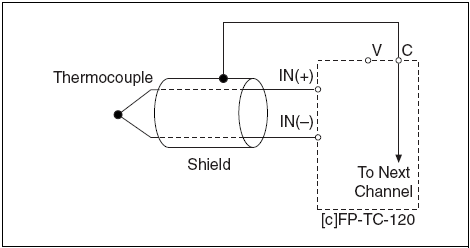 V
C
Thermocouple
IN(+)
IN(–)
Shield
To Next
Channel
[c]FP-TC-120